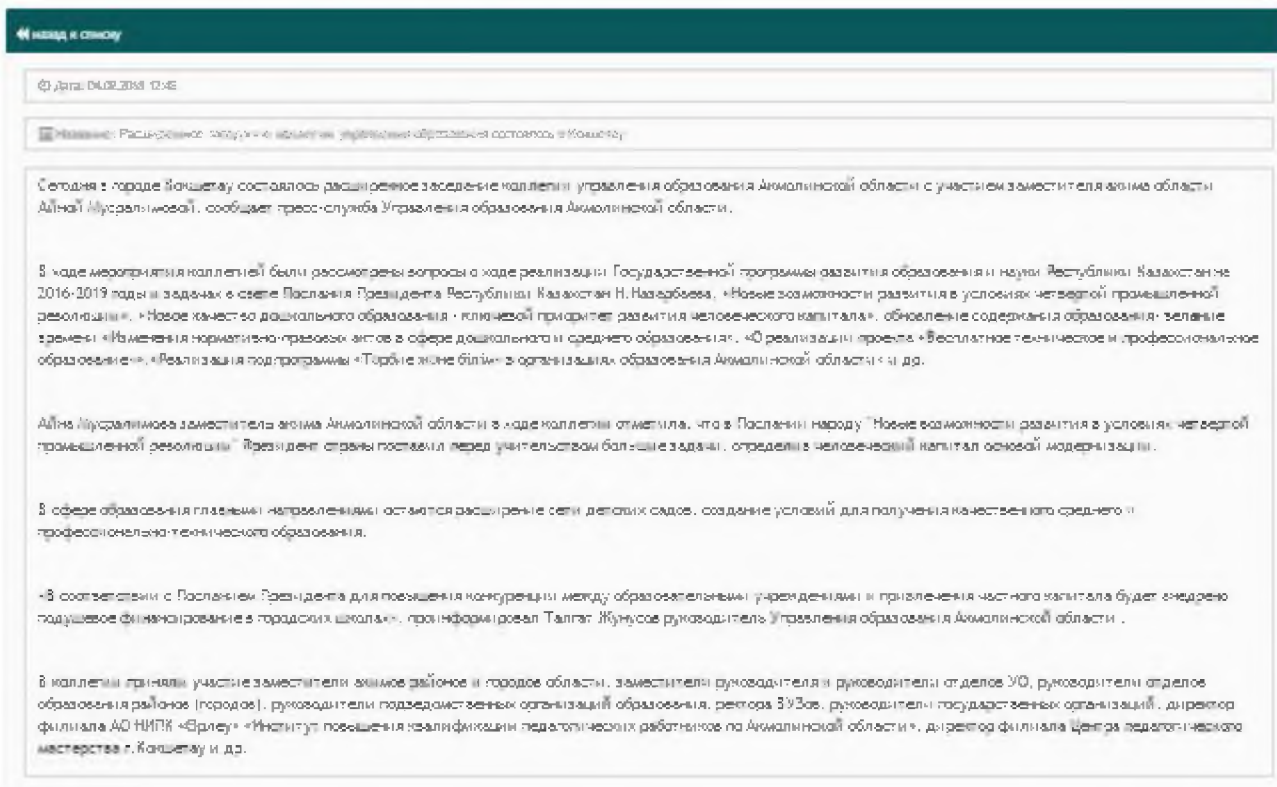 назад к списку
Дата: 12:45
Название: Расширенное заседание коллегии управления образования состоялось в Кокшетау
Сегодня в городе Кокшетау состоялось расширенное заседание коллегии управления образования Акмолинской области с участием заместителя акима области
Айной Мусралимовой, сообщает пресс-служба Управления образования Акмолинской области.
В ходе мероприятия коллегией были рассмотрены вопросы о ходе реализации Государственной программы развития образования и науки Республики Казахстан на
2016-2019 годы и задачах в свете Послания Президента Республики Казахстан Н.Назарбаева, «Новые возможности развития в условиях четвертой промышленной
революции», «Новое качество дошкольного образования - ключевой приоритет развития человеческого капитала», обновление содержания образования- веление
времени «Изменения нормативно-правовых актов в сфере дошкольного и среднего образования», «О реализации проекта «Бесплатное техническое и профессиональное
образование»», «Реализация подпрограммы «Тәрбие және білім» в организациях образования Акмолинской области» и др.
Айна Мусралимова заместитель акима Акмолинской области в ходе коллегии отметила, что в Послании народу "Новые возможности развития в условиях четвертой
промышленной революции" Президент страны поставил перед учительством большие задачи, определив человеческий капитал основой модернизации.
В сфере образования главными направлениями остаются расширение сети детских садов, создание условий для получения качественного среднего и
профессионально-технического образования.
«В соответствии с Посланием Президента для повышения конкуренции между образовательными учреждениями и привлечения частного капитала будет внедрено
подушевое финансирование в городских школах», проинформировал Талгат Жунусов руководитель Управления образования Акмолинской области .
В коллегии приняли участие заместители акимов районов и городов области, заместители руководителя и руководители отделов УО, руководители отделов
образования районов (городов), руководители подведомственных организаций образования, ректора ВУЗов, руководители государственных организаций, директор
филиала АО НЦПК «Өрлеу» «Институт повышения квалификации педагогических работников по Акмолинской области», директор филиала Центра педагогического
мастерства г.Кокшетау и др.